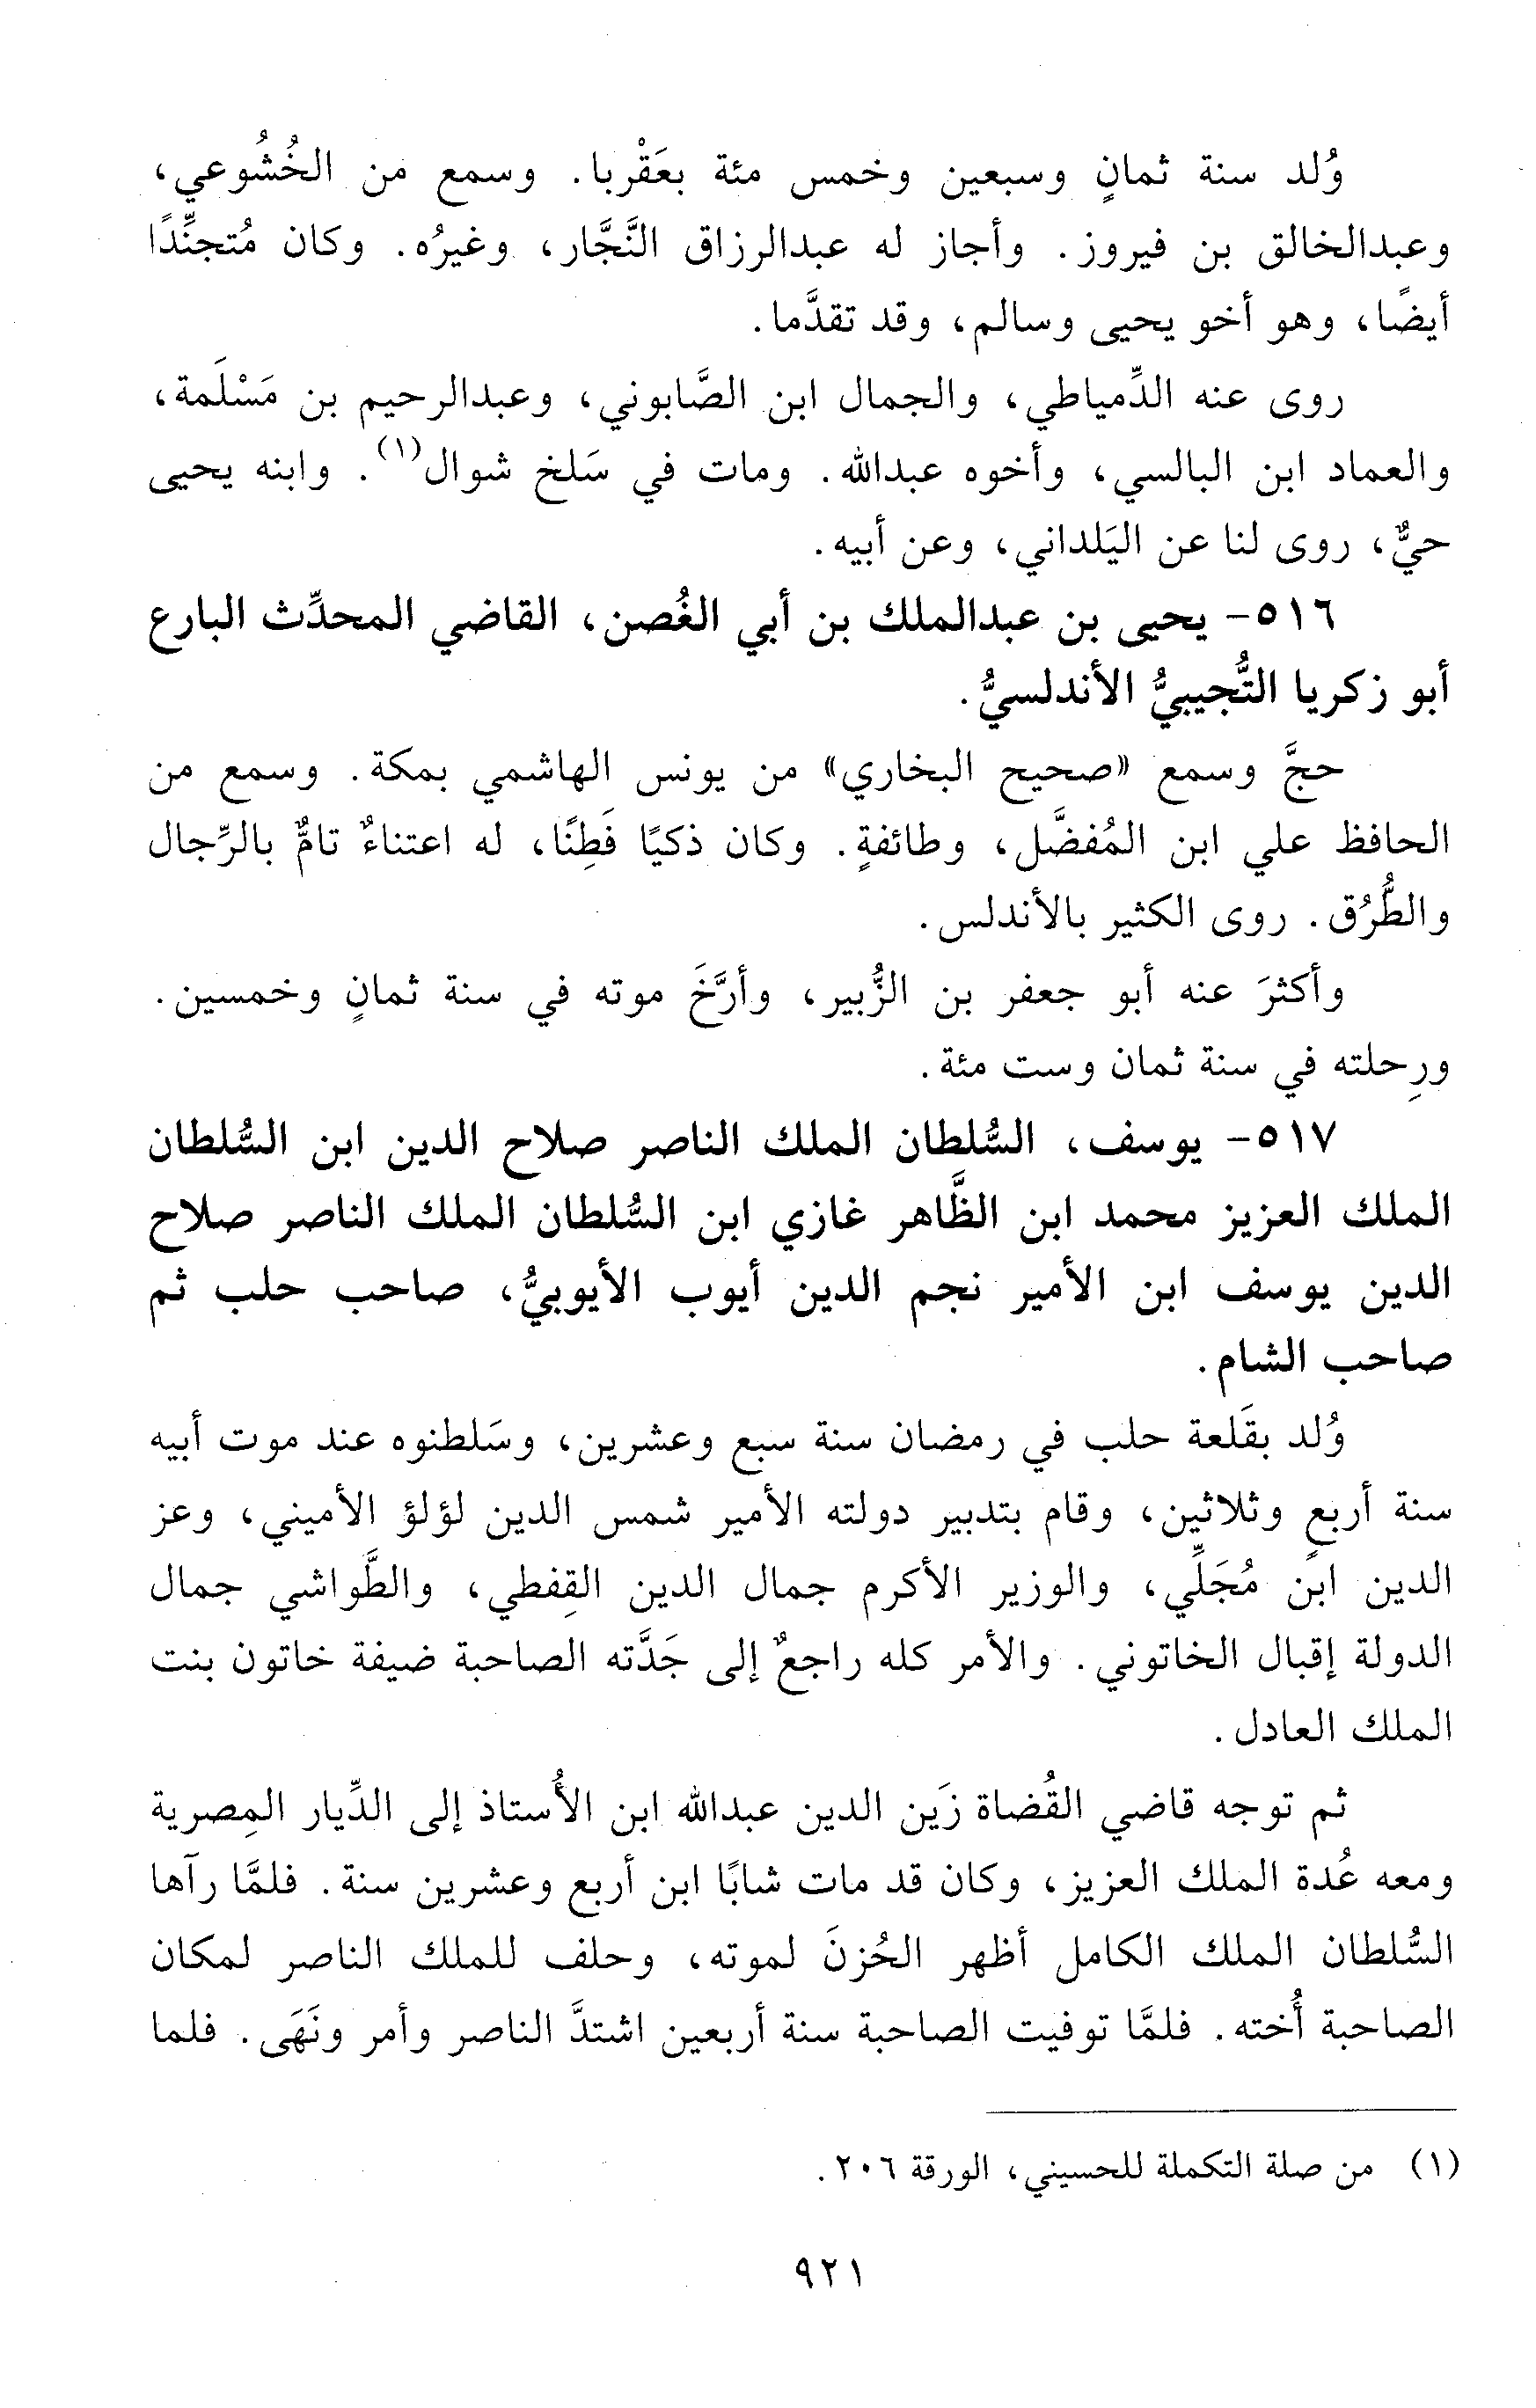 وُلد سنة ثمانٍ وسبعين وخمس مئة بعَقْربا. وسمع من الخُشُوعي،
وعبدالخالق بن فيروز. وأجاز له عبدالرزاق النَّجَّار، وغيرُه. وكان مُتجنِّدًا
أيضًا، وهو أخو يحيى وسالم، وقد تقدَّما.
روى عنه الدِّمياطي، والجمال ابن الصَّابوني، وعبدالرحيم بن مَسْلَمة،
والعماد ابن البالسي، وأخوه عبدالله. ومات في سَلخ شوال(١). وابنه يحيى
حيٌّ، روى لنا عن اليَلداني، وعن أبيه.
٥١٦- يحيى بن عبدالملك بن أبي الغُصن، القاضي المحدِّث البارع
أبو زكريا التُّجيبيُّ الأندلسيُّ.
حجَّ وسمع «صحيح البخاري» من يونس الهاشمي بمكة. وسمع من
الحافظ علي ابن المُفضَّل، وطائفةٍ. وكان ذكيًا فَطِنًا، له اعتناءٌ تامٌّ بالرِّجال
والطُّرُق. روى الكثير بالأندلس.
وأكثرَ عنه أبو جعفر بن الزُّبير، وأرَّخَ موته في سنة ثمانٍ وخمسين.
ورِحلته في سنة ثمان وست مئة.
٥١٧- يوسف، السُّلطان الملك الناصر صلاح الدين ابن السُّلطان
الملك العزيز محمد ابن الظَّاهر غازي ابن السُّلطان الملك الناصر صلاح
الدين يوسف ابن الأمير نجم الدين أيوب الأيوبيُّ، صاحب حلب ثم
صاحب الشام.
وُلد بقَلعة حلب في رمضان سنة سبع وعشرين، وسَلطنوه عند موت أبيه
سنة أربعٍ وثلاثين، وقام بتدبير دولته الأمير شمس الدين لؤلؤ الأميني، وعز
الدين ابن مُجَلِّي، والوزير الأكرم جمال الدين القِفطي، والطَّواشي جمال
الدولة إقبال الخاتوني. والأمر كله راجعٌ إلى جَدَّته الصاحبة ضيفة خاتون بنت
الملك العادل.
ثم توجه قاضي القُضاة زَين الدين عبدالله ابن الأُستاذ إلى الدِّيار المِصرية
ومعه عُدة الملك العزيز، وكان قد مات شابًا ابن أربع وعشرين سنة. فلمَّا رآها
السُّلطان الملك الكامل أظهر الحُزنَ لموته، وحلف للملك الناصر لمكان
الصاحبة أُخته. فلمَّا توفيت الصاحبة سنة أربعين اشتدَّ الناصر وأمر ونَهَى. فلما
(١) من صلة التكملة للحسيني، الورقة ٢٠٦.
٩٢١